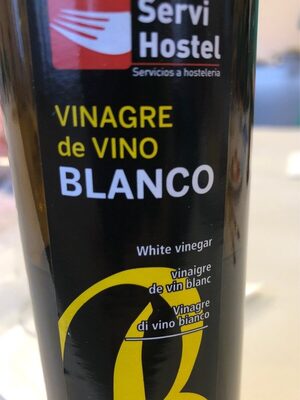 Servi
Hostel
Servicios a hostelería
VINAGRE
de VINO
BLANCO
White vinegar
vinaigre
de vin blanc
Vinagre
di vino bianco